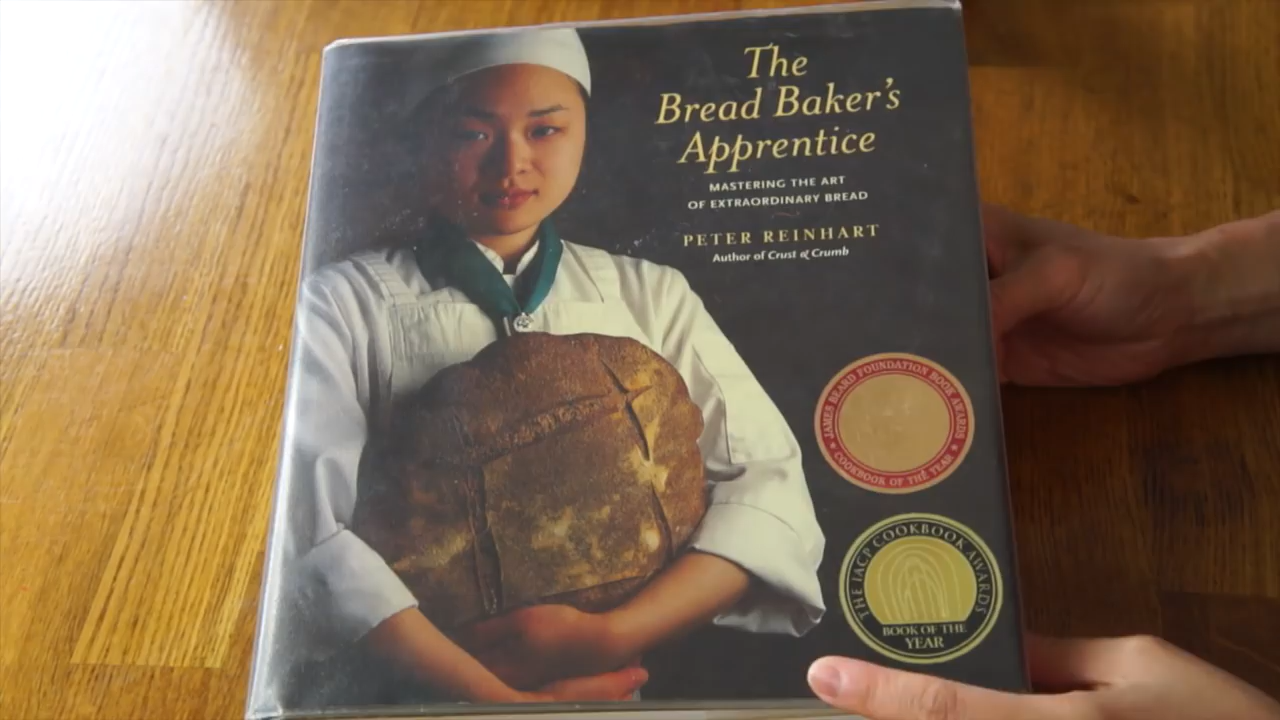 The
Bread Baker's
Apprentice
MASTERING THE ART
OF EXTRAORDINARY BREAD
PETER REINHART
Author of Crust & Crumb
JAMES BEARD FOUNDATION BOOK AWARDS
★ COOKBOOK OF THE YEAR ★
THE IACP COOKBOOK AWARDS
BOOK OF THE
YEAR